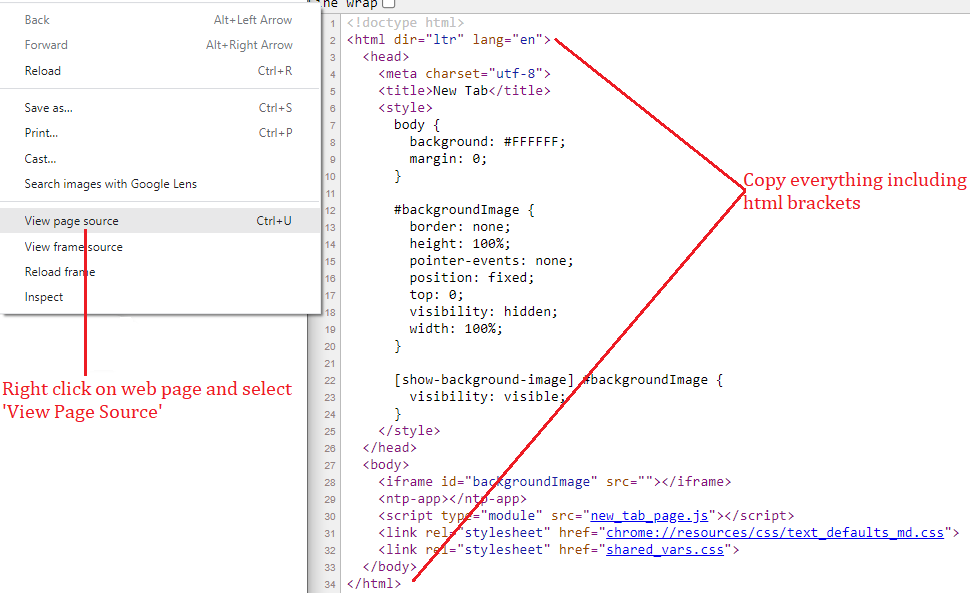 Back Alt+Left Arrow
Forward Alt+Right Arrow
Reload Ctrl+R
Save as... Ctrl+S
Print... Ctrl+P
Cast...
Search images with Google Lens
View page source Ctrl+U
View frame source
Reload frame
Inspect
Right click on web page and select
'View Page Source'
wrap
1 <!doctype html>
2 <html dir="ltr" lang="en">
3 <head>
4 <meta charset="utf-8">
5 <title>New Tab</title>
6 <style>
7 body {
8 background: #FFFFFF;
9 margin: 0;
10 }
11
12 #backgroundImage {
13 border: none;
14 height: 100%;
15 pointer-events: none;
16 position: fixed;
17 top: 0;
18 visibility: hidden;
19 width: 100%;
20 }
21
22 [show-background-image] #backgroundImage {
23 visibility: visible;
24 }
25 </style>
26 </head>
27 <body>
28 <iframe id="backgroundImage" src=""></iframe>
29 <ntp-app></ntp-app>
30 <script type="module" src="new_tab_page.js"></script>
31 <link rel="stylesheet" href="chrome://resources/css/text_defaults_md.css">
32 <link rel="stylesheet" href="shared_vars.css">
33 </body>
34 </html>
Copy everything including
html brackets